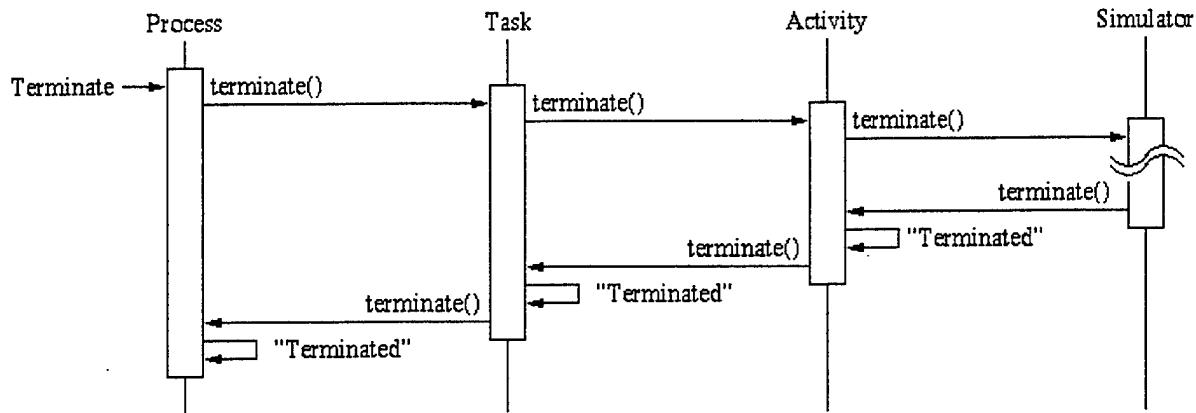 Process
Task
Activity
Simulator
Terminate
terminate()
terminate()
terminate()
terminate()
"Terminated"
terminate()
"Terminated"
terminate()
"Terminated"